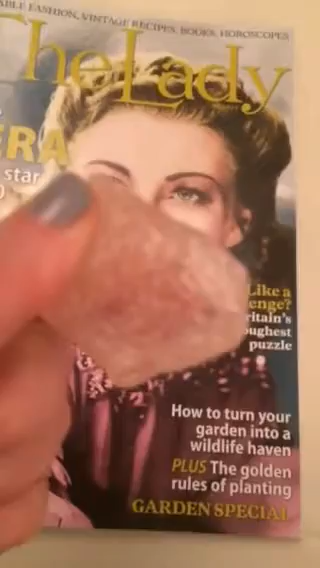 ABLE FASHION, VINTAGE RECIPES, BOOKS, HOROSCOPES
The Lady
ERA
star
Like a
enge?
ritain's
oughest
puzzle
How to turn your
garden into a
wildlife haven
PLUS The golden
rules of planting
GARDEN SPECIAL